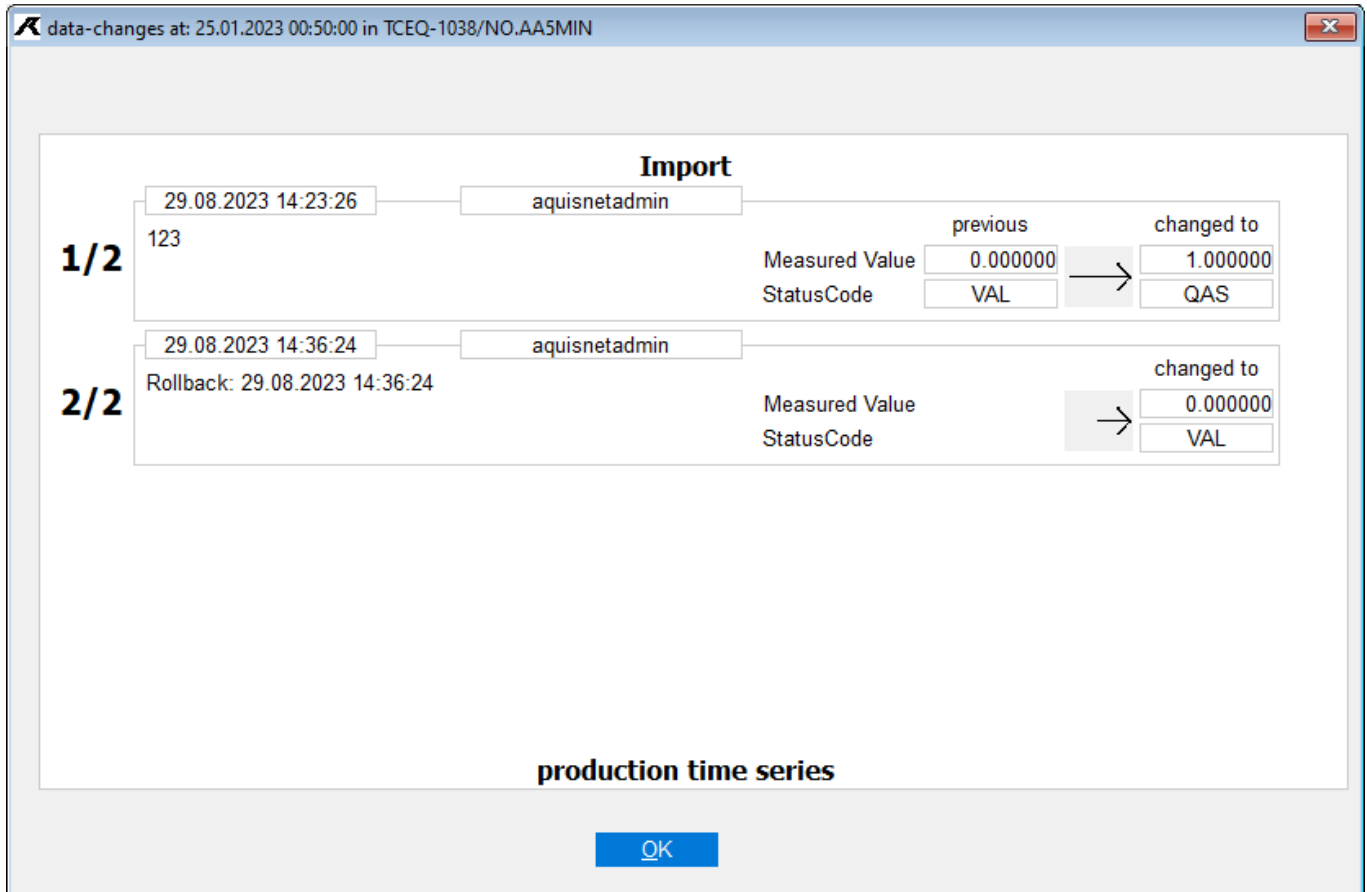 data-changes at: 25.01.2023 00:50:00 in TCEQ-1038/NO.AA5MIN
Import
29.08.2023 14:23:26 aquisnetadmin
previous changed to
123
1/2
Measured Value 0.000000 1.000000
StatusCode VAL QAS
29.08.2023 14:36:24 aquisnetadmin
changed to
Rollback: 29.08.2023 14:36:24
2/2
Measured Value 0.000000
StatusCode VAL
production time series
OK